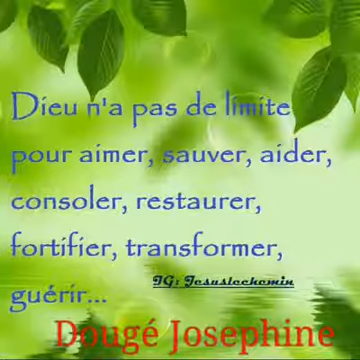 Dieu n'a pas de limite
pour aimer, sauver, aider,
consoler, restaurer,
fortifier, transformer,
guérir...
IG: Jesuslechemin
Dougé Josephine